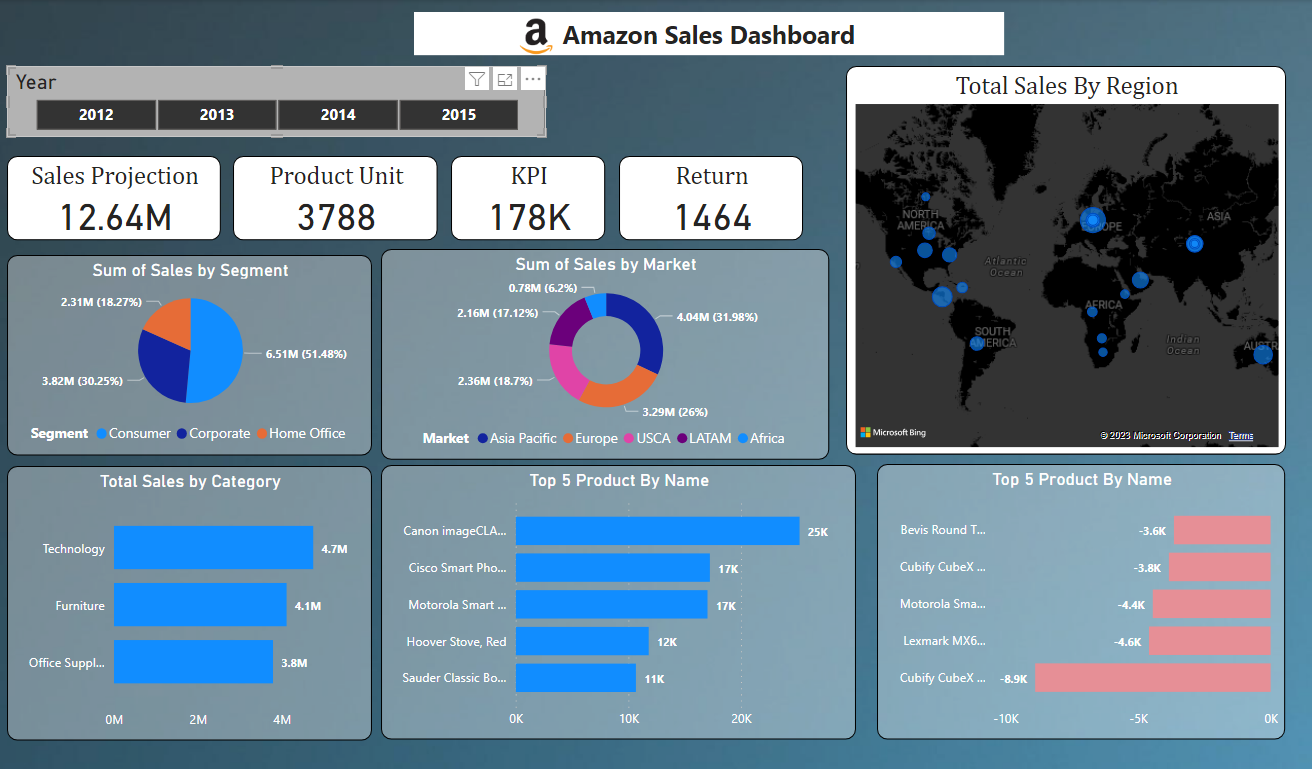 a Amazon Sales Dashboard
Year
2012 2013 2014 2015
Sales Projection
12.64M
Product Unit
3788
KPI
178K
Return
1464
Total Sales By Region
NORTH
AMERICA
EUROPE
ASIA
Atlantic
Ocean
AFRICA
SOUTH
AMERICA
Indian
Ocean
AUSTR
Microsoft Bing
© 2023 Microsoft Corporation Terms
Sum of Sales by Segment
2.31M (18.27%)
6.51M (51.48%)
3.82M (30.25%)
Segment Consumer Corporate Home Office
Sum of Sales by Market
0.78M (6.2%)
2.16M (17.12%)
4.04M (31.98%)
2.36M (18.7%)
3.29M (26%)
Market Asia Pacific Europe USCA LATAM Africa
Total Sales by Category
Technology 4.7M
Furniture 4.1M
Office Suppl... 3.8M
0M 2M 4M
Top 5 Product By Name
Canon imageCLA... 25K
Cisco Smart Pho... 17K
Motorola Smart ... 17K
Hoover Stove, Red 12K
Sauder Classic Bo... 11K
0K 10K 20K
Top 5 Product By Name
Bevis Round T... -3.6K
Cubify CubeX ... -3.8K
Motorola Sma... -4.4K
Lexmark MX6... -4.6K
Cubify CubeX ... -8.9K
-10K -5K 0K